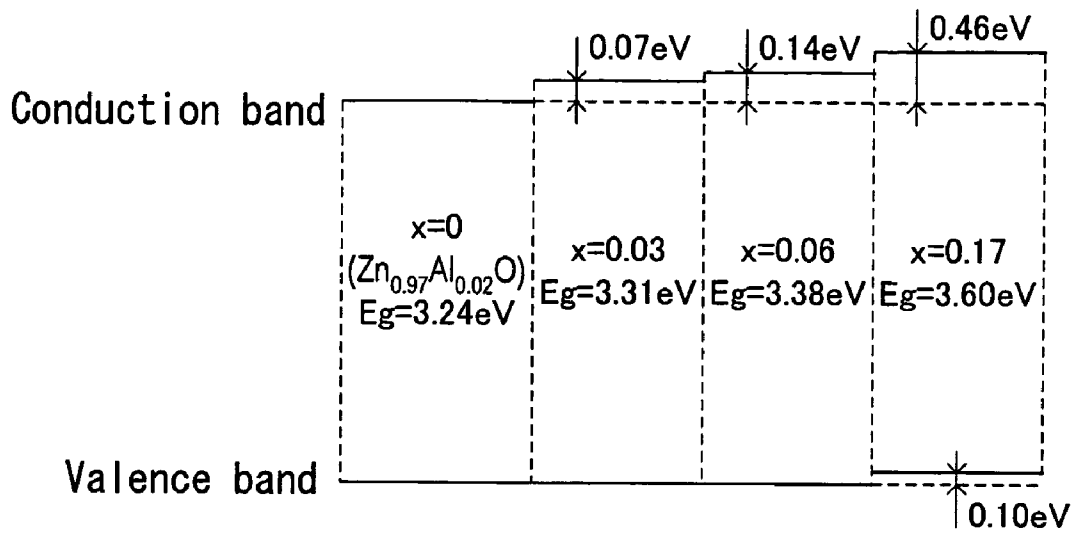 0.07eV
0.14eV
0.46eV
Conduction band
x=0
(Zn0.97Al0.02O)
Eg=3.24eV
x=0.03
Eg=3.31eV
x=0.06
Eg=3.38eV
x=0.17
Eg=3.60eV
Valence band
0.10eV